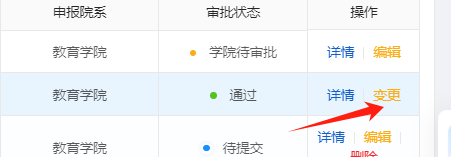 申报院系 审批状态 操作
教育学院 学院待审批 详情 编辑
教育学院 通过 详情 变更
教育学院 待提交 详情 编辑
删除